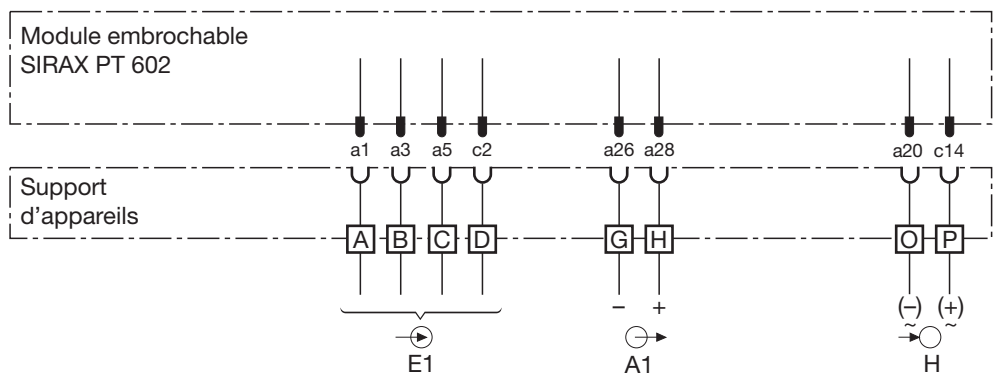 Module embrochable
SIRAX PT 602
a1 a3 a5 c2 a26 a28 a20 c14
Support
d’appareils
A B C D G H O P
– + (–) (+)
~ ~
E1 A1 H